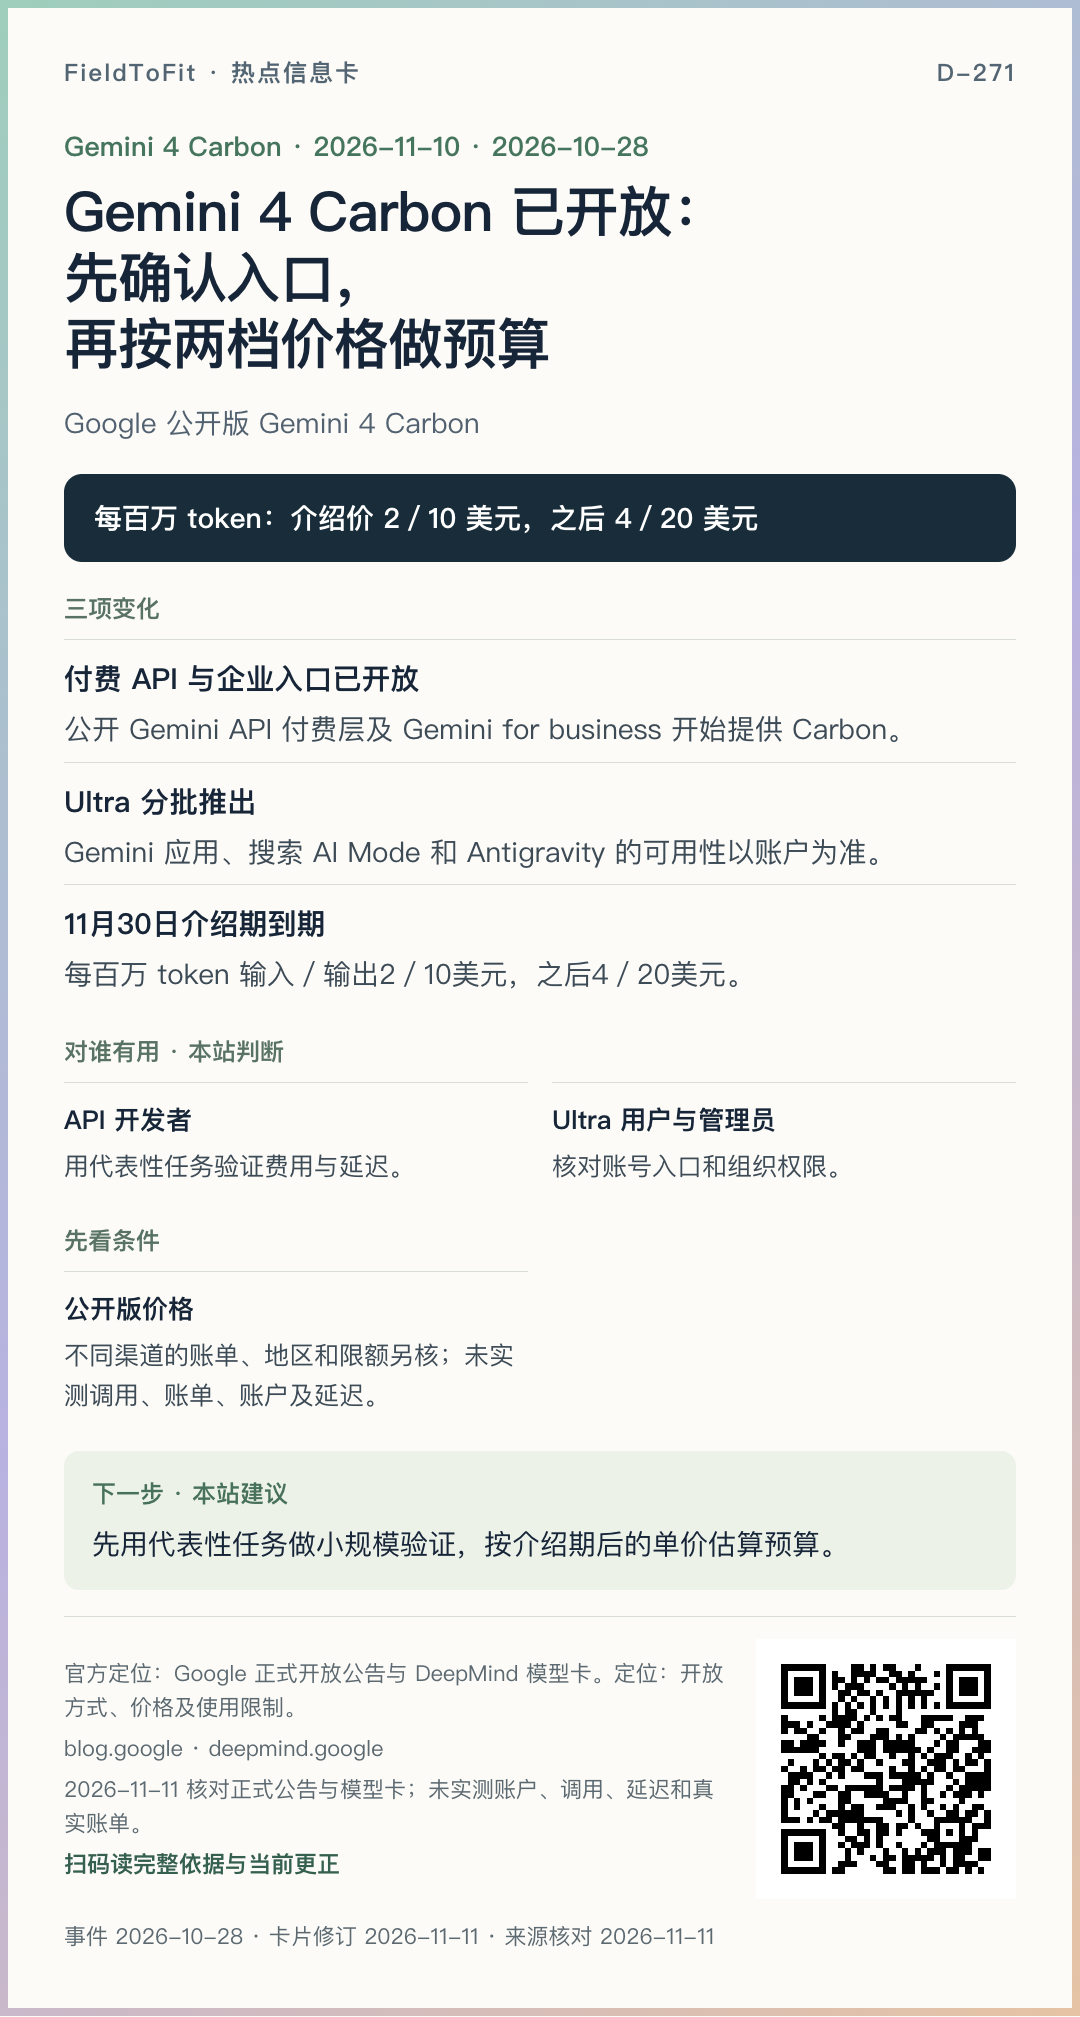 FieldToFit · 热点信息卡
D-271
Gemini 4 Carbon · 2026-11-10 · 2026-10-28
Gemini 4 Carbon 已开放：
先确认入口，
再按两档价格做预算
Google 公开版 Gemini 4 Carbon
每百万 token：介绍价 2 / 10 美元，之后 4 / 20 美元
三项变化
付费 API 与企业入口已开放
公开 Gemini API 付费层及 Gemini for business 开始提供 Carbon。
Ultra 分批推出
Gemini 应用、搜索 AI Mode 和 Antigravity 的可用性以账户为准。
11月30日介绍期到期
每百万 token 输入 / 输出2 / 10美元，之后4 / 20美元。
对谁有用 · 本站判断
API 开发者
用代表性任务验证费用与延迟。
Ultra 用户与管理员
核对账号入口和组织权限。
先看条件
公开版价格
不同渠道的账单、地区和限额另核；未实
测调用、账单、账户及延迟。
下一步 · 本站建议
先用代表性任务做小规模验证，按介绍期后的单价估算预算。
官方定位：Google 正式开放公告与 DeepMind 模型卡。定位：开放
方式、价格及使用限制。
blog.google · deepmind.google
2026-11-11 核对正式公告与模型卡；未实测账户、调用、延迟和真
实账单。
扫码读完整依据与当前更正
事件 2026-10-28 · 卡片修订 2026-11-11 · 来源核对 2026-11-11